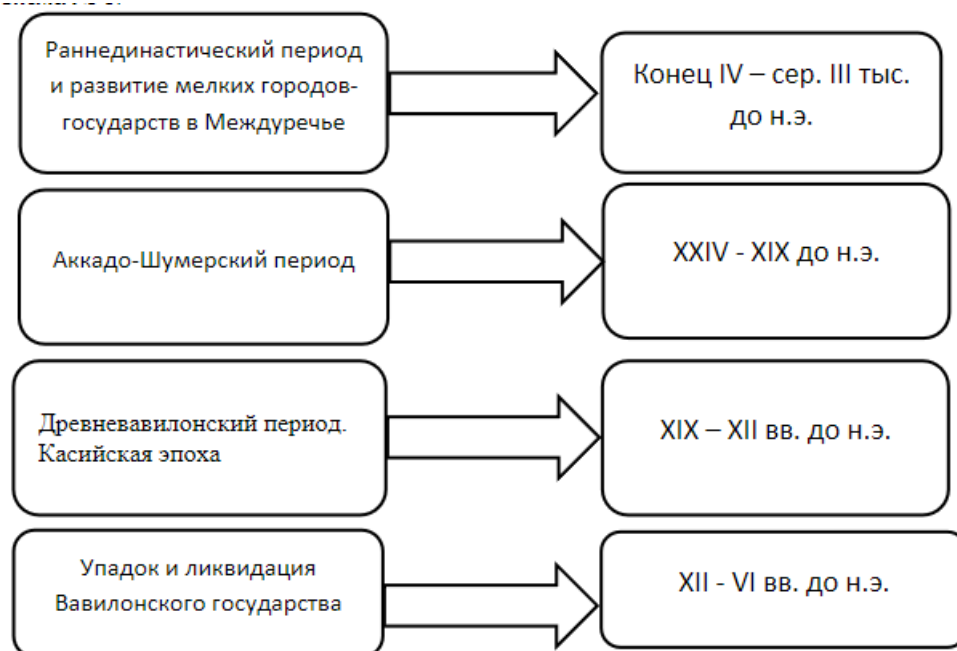 Раннединастический период
и развитие мелких городов-
государств в Междуречье
Конец IV – сер. III тыс.
до н.э.
Аккадо-Шумерский период
XXIV - XIX до н.э.
Древневавилонский период.
Касийская эпоха
XIX – XII вв. до н.э.
Упадок и ликвидация
Вавилонского государства
XII - VI вв. до н.э.